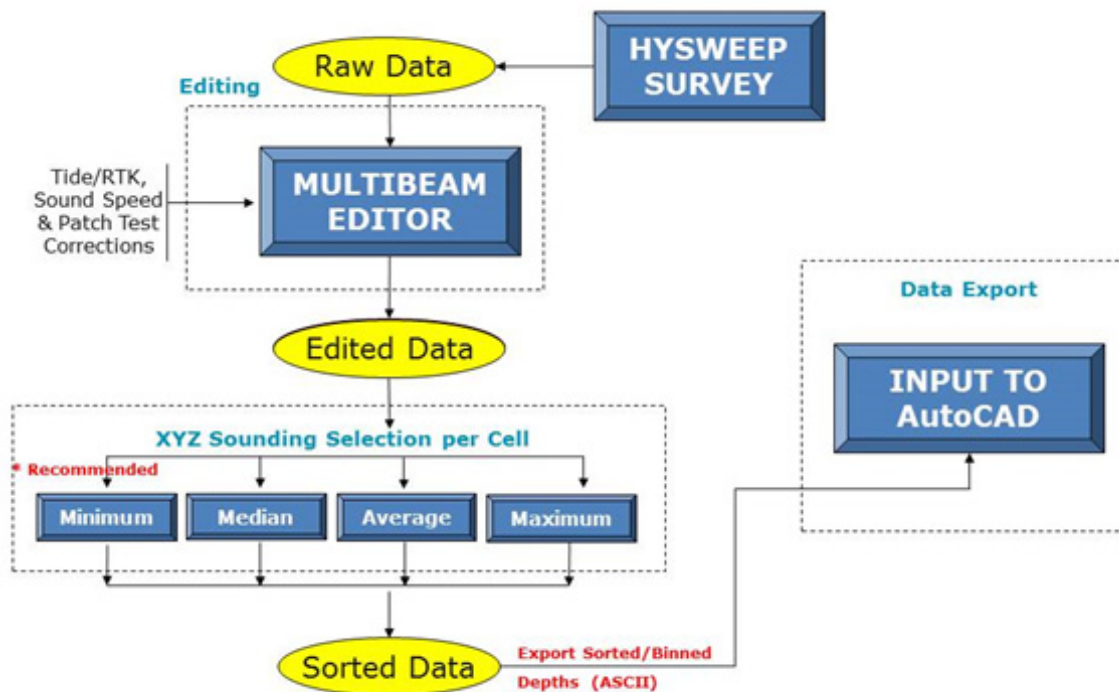 HYSWEEP
SURVEY
Raw Data
Editing
Tide/RTK,
Sound Speed
& Patch Test
Corrections
MULTIBEAM
EDITOR
Edited Data
Data Export
INPUT TO
AutoCAD
XYZ Sounding Selection per Cell
* Recommended
Minimum
Median
Average
Maximum
Sorted Data
Export Sorted/Binned
Depths (ASCII)